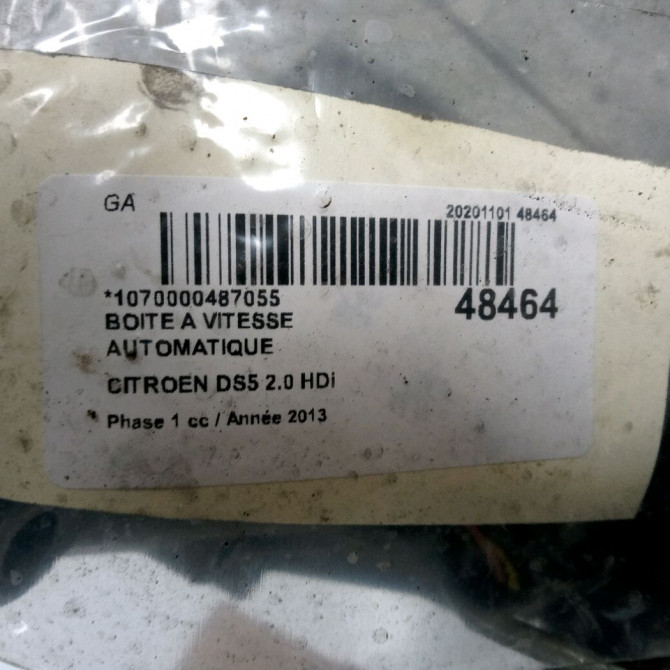 GA
20201101 48464
*1070000487055
48464
BOITE A VITESSE
AUTOMATIQUE
CITROEN DS5 2.0 HDi
* Phase 1 cc / Année 2013